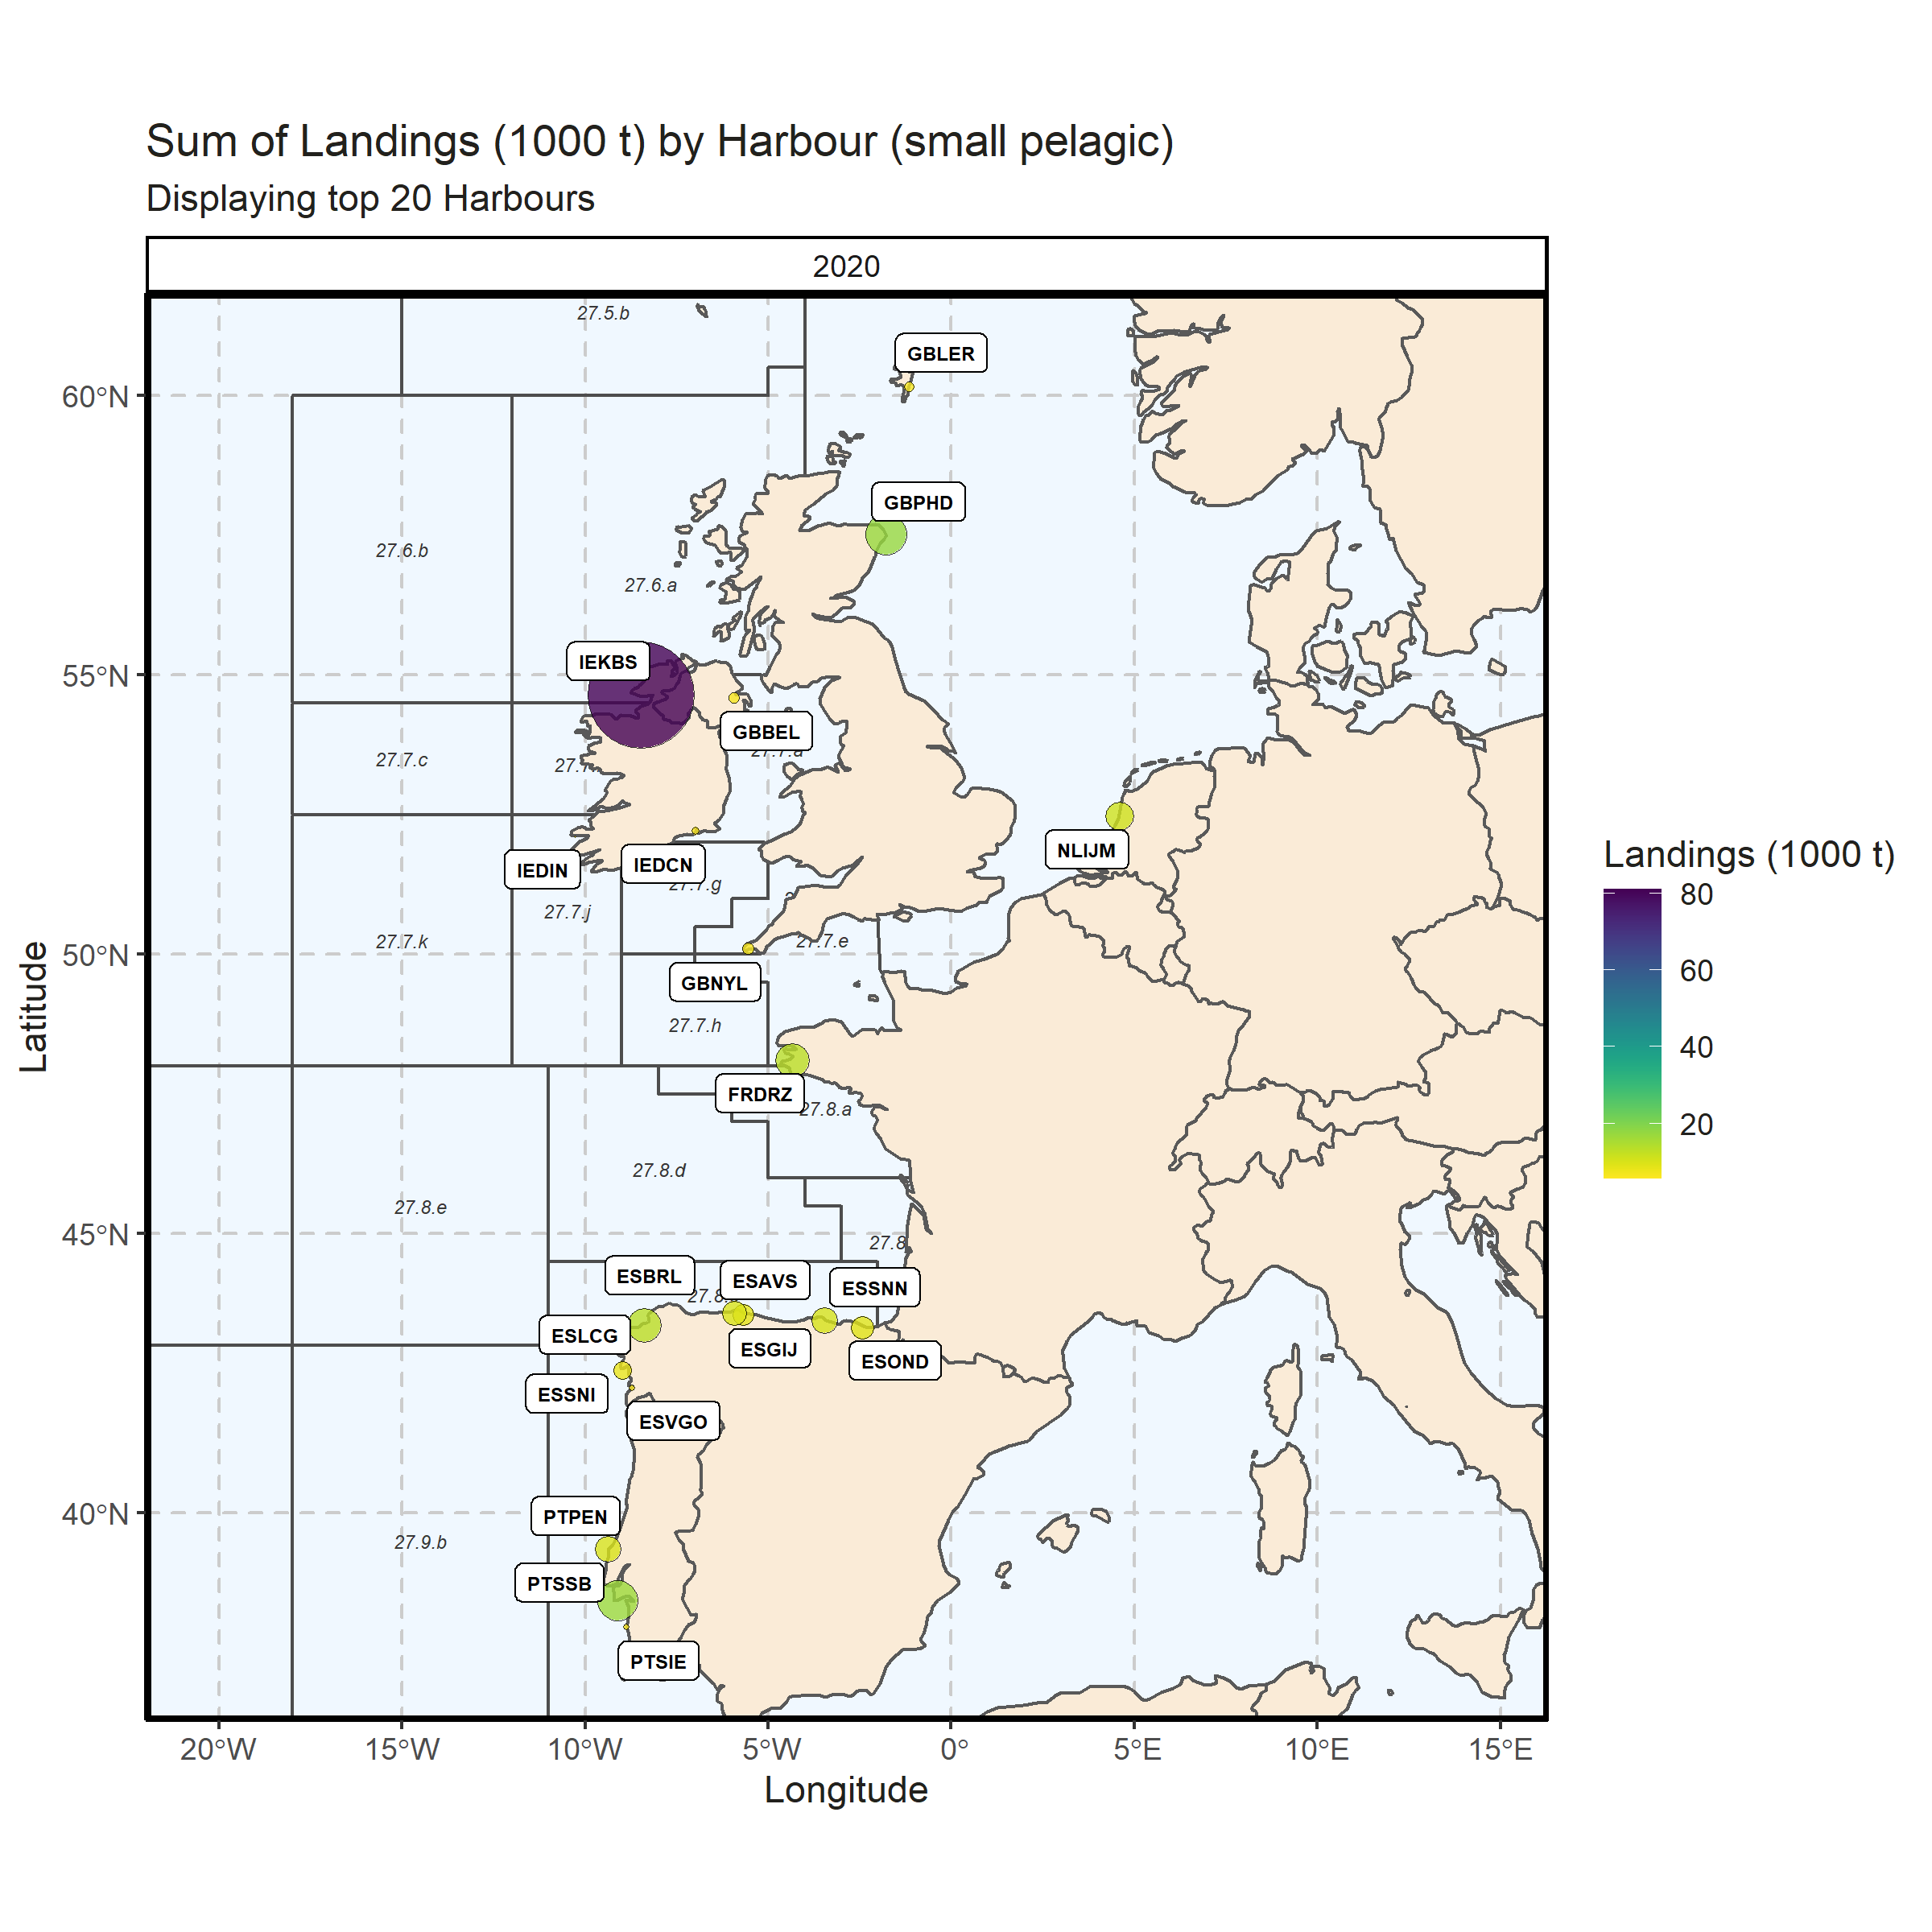 Sum of Landings (1000 t) by Harbour (small pelagic)
Displaying top 20 Harbours
2020
27.5.b
GBLER
60°N
GBPHD
27.6.b
27.6.a
IEKBS
55°N
GBBEL
27.7.c
NLIJM
Landings (1000 t)
IEDCN
IEDIN
80
27.7.j
27.7.k
27.7.e
50°N
60
GBNYL
27.7.h
40
FRDRZ
27.8.a
20
27.8.d
27.8.e
45°N
ESBRL
ESAVS
ESSNN
ESLCG
ESGIJ
ESOND
ESSNI
ESVGO
40°N
PTPEN
27.9.b
PTSSB
PTSIE
20°W
15°W
10°W
5°W
0°
5°E
10°E
15°E
Longitude
Latitude